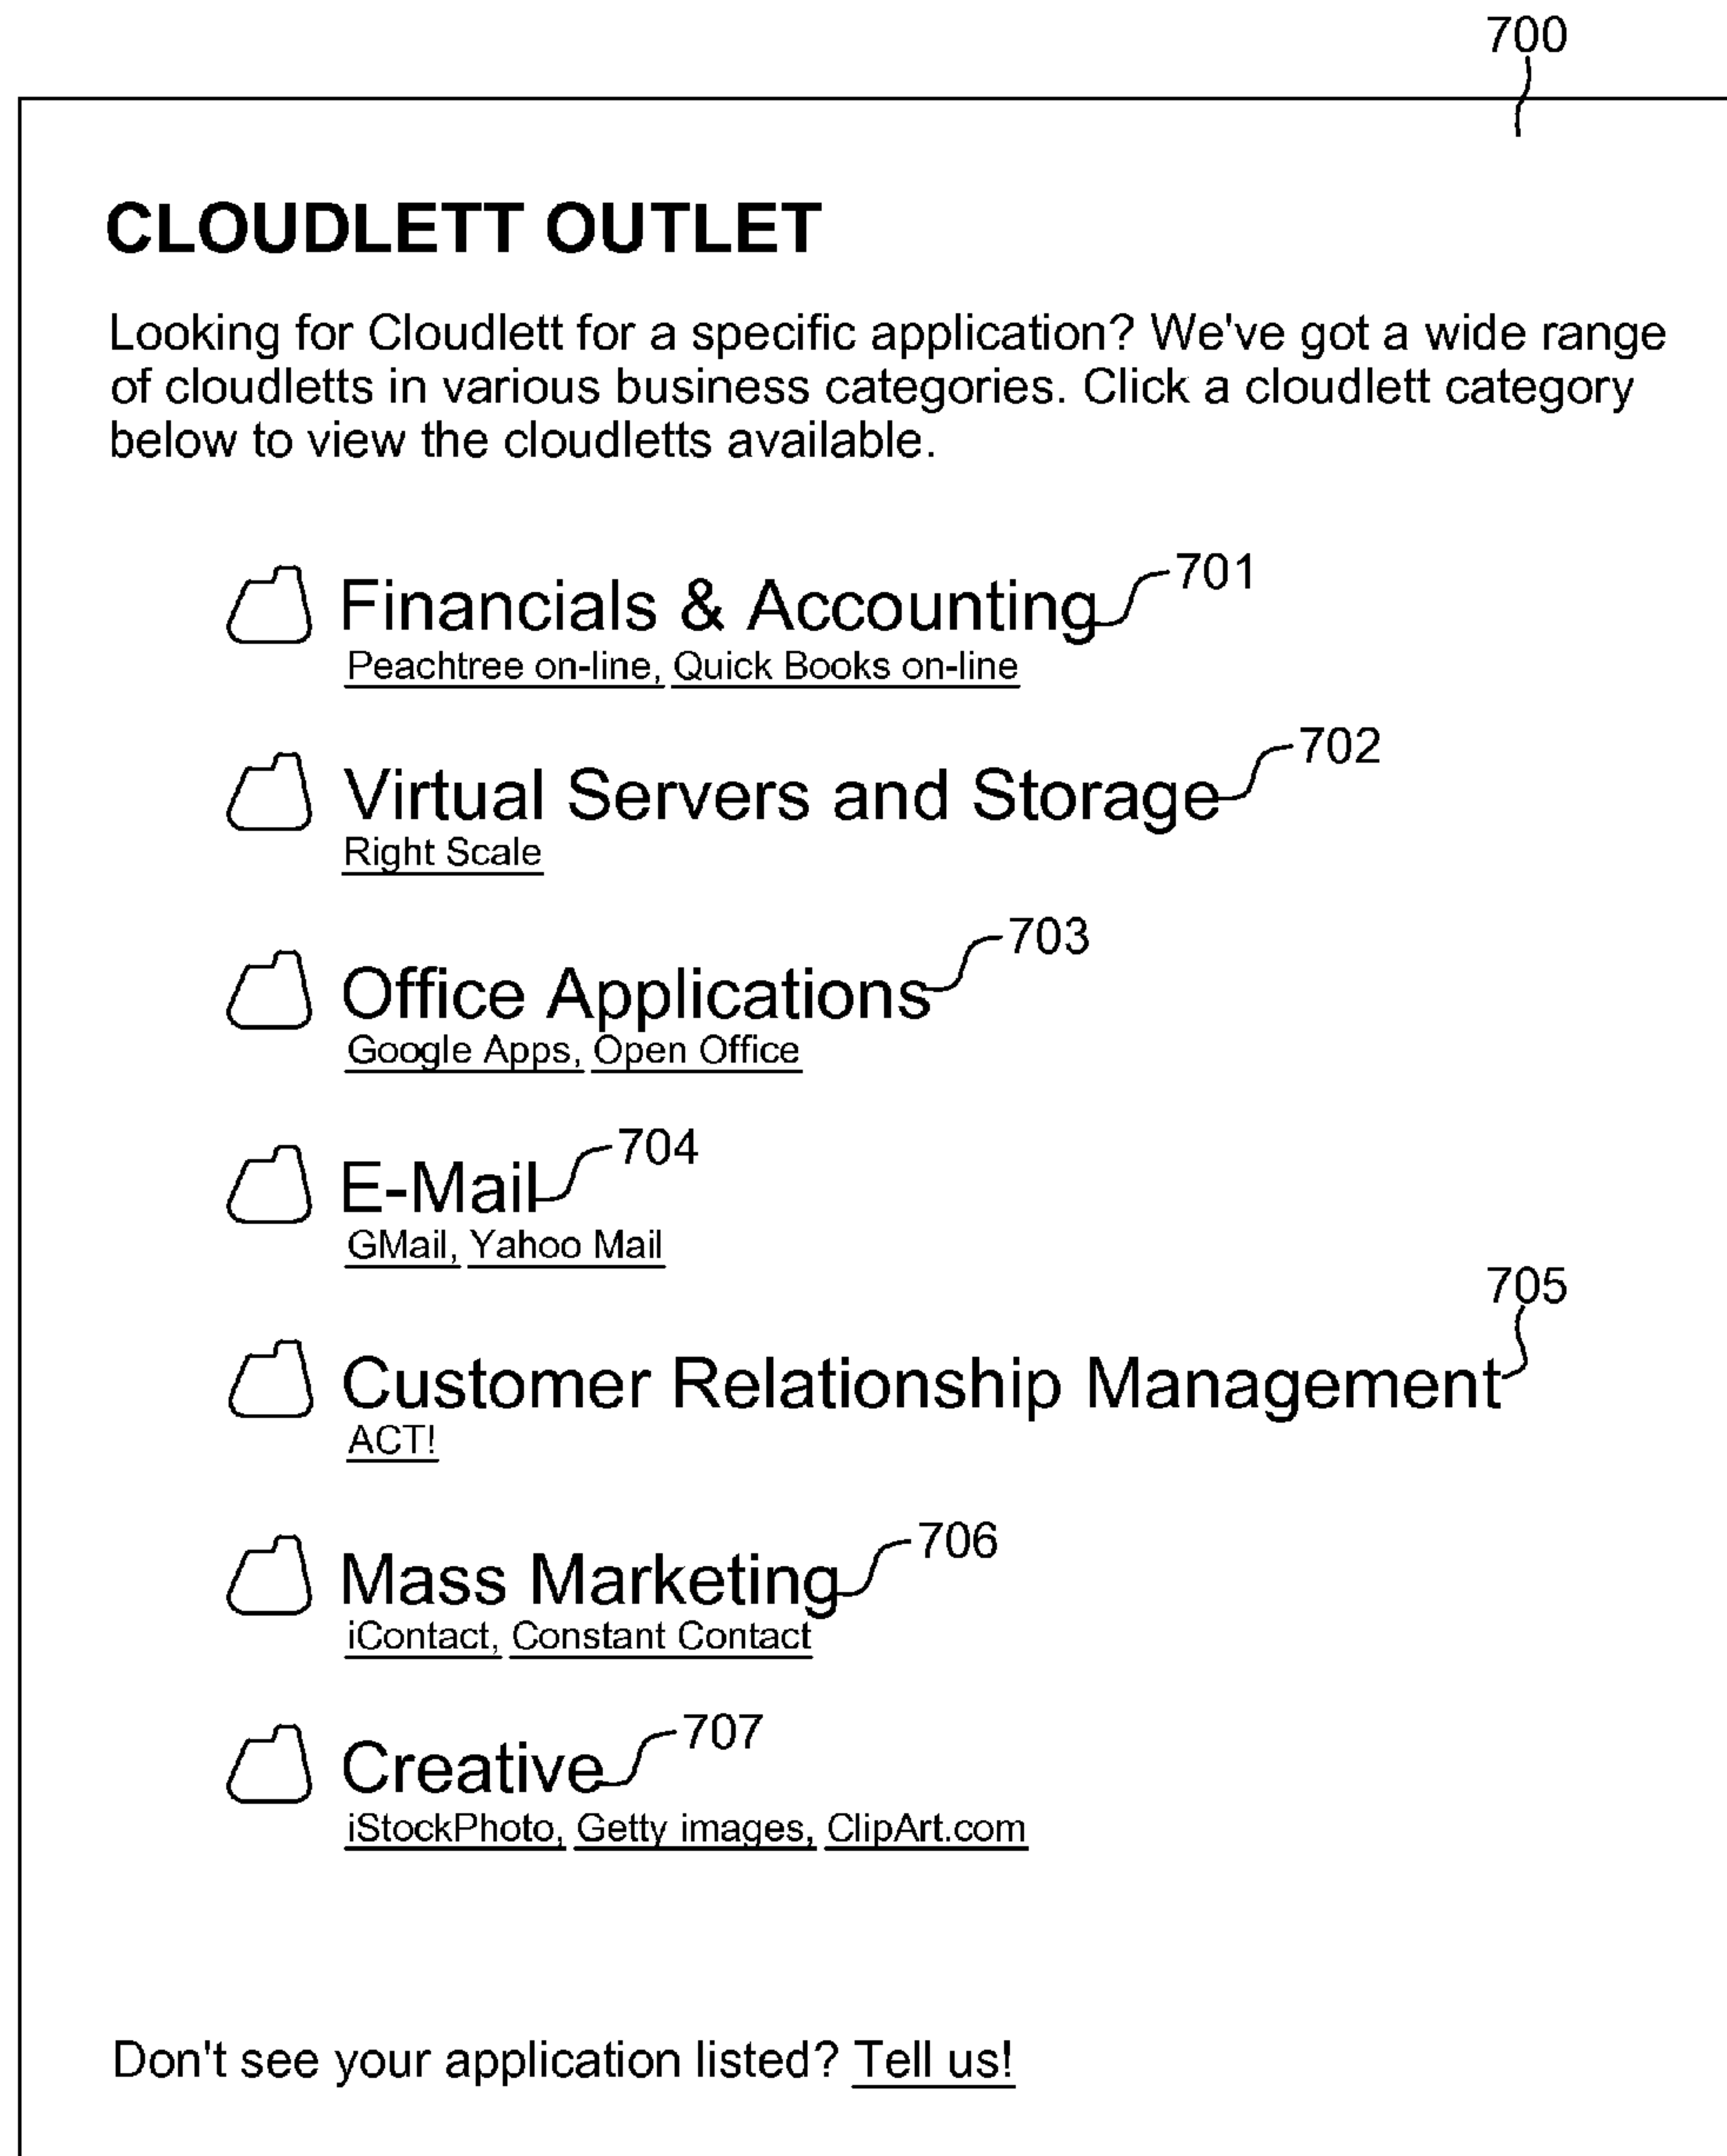 700
CLOUDLETT OUTLET
Looking for Cloudlett for a specific application? We've got a wide range
of cloudletts in various business categories. Click a cloudlett category
below to view the cloudletts available.
Financials & Accounting 701
Peachtree on-line, Quick Books on-line
Virtual Servers and Storage 702
Right Scale
Office Applications 703
Google Apps, Open Office
E-Mail 704
GMail, Yahoo Mail
705
Customer Relationship Management
ACT!
Mass Marketing 706
iContact, Constant Contact
Creative 707
iStockPhoto, Getty images, ClipArt.com
Don't see your application listed? Tell us!